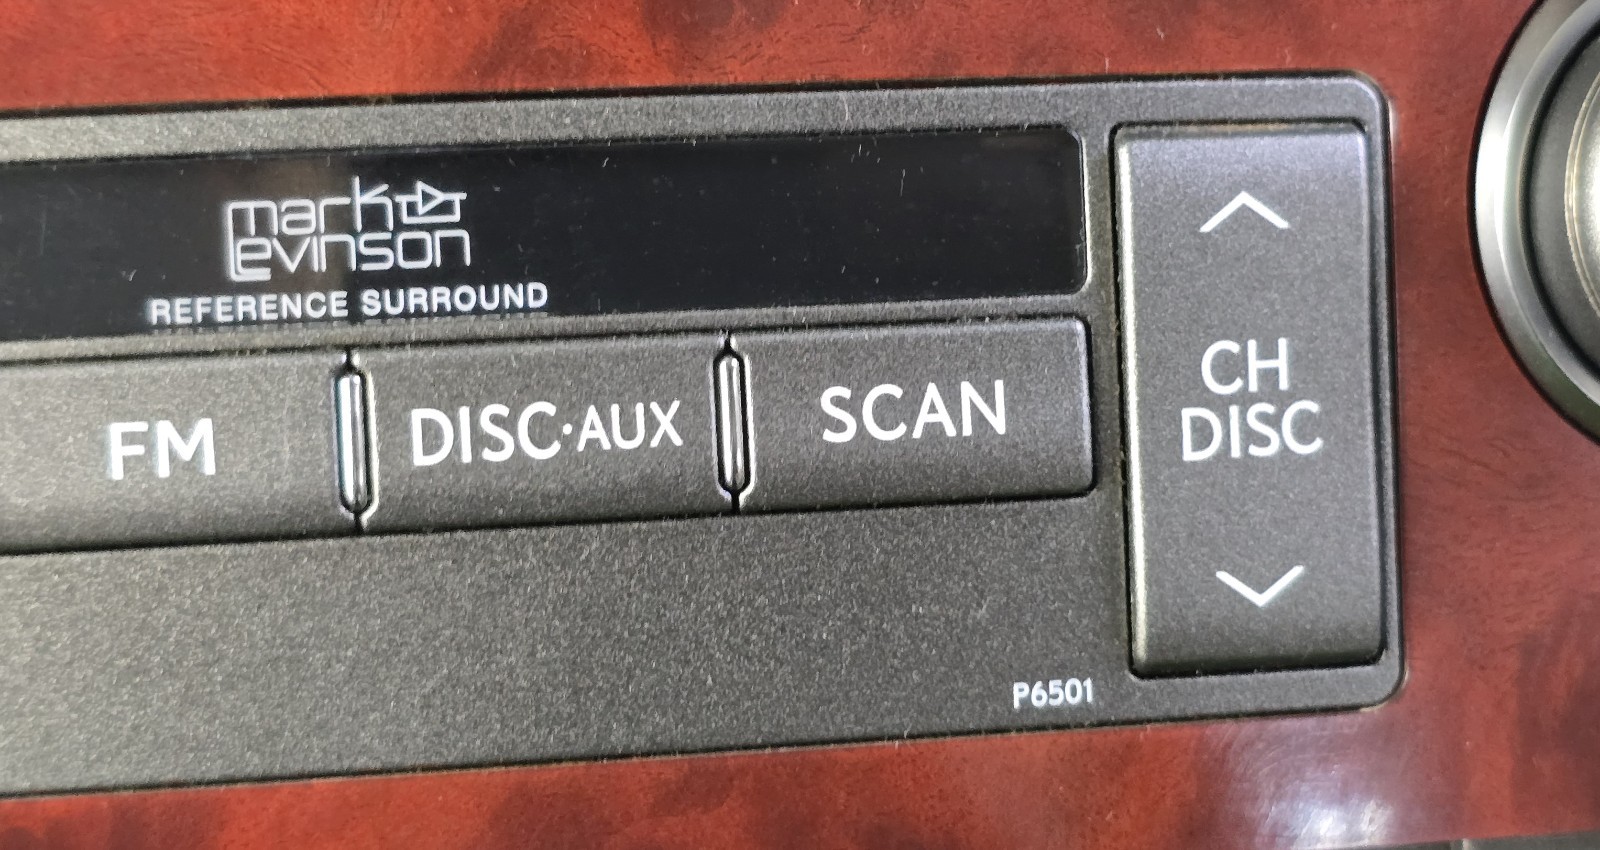 mark
Levinson
REFERENCE SURROUND
FM
DISC·AUX
SCAN
CH
DISC
P6501